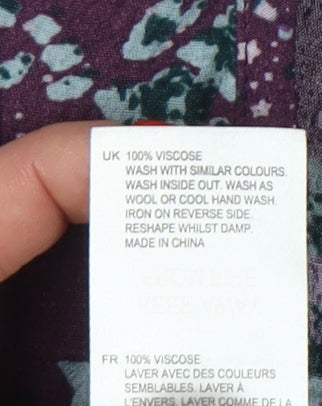 UK 100% VISCOSE
WASH WITH SIMILAR COLOURS.
WASH INSIDE OUT. WASH AS
WOOL OR COOL HAND WASH.
IRON ON REVERSE SIDE.
RESHAPE WHILST DAMP.
MADE IN CHINA
FR 100% VISCOSE
LAVER AVEC DES COULEURS
SEMBLABLES. LAVER À
L'ENVERS. LAVER COMME DE LA